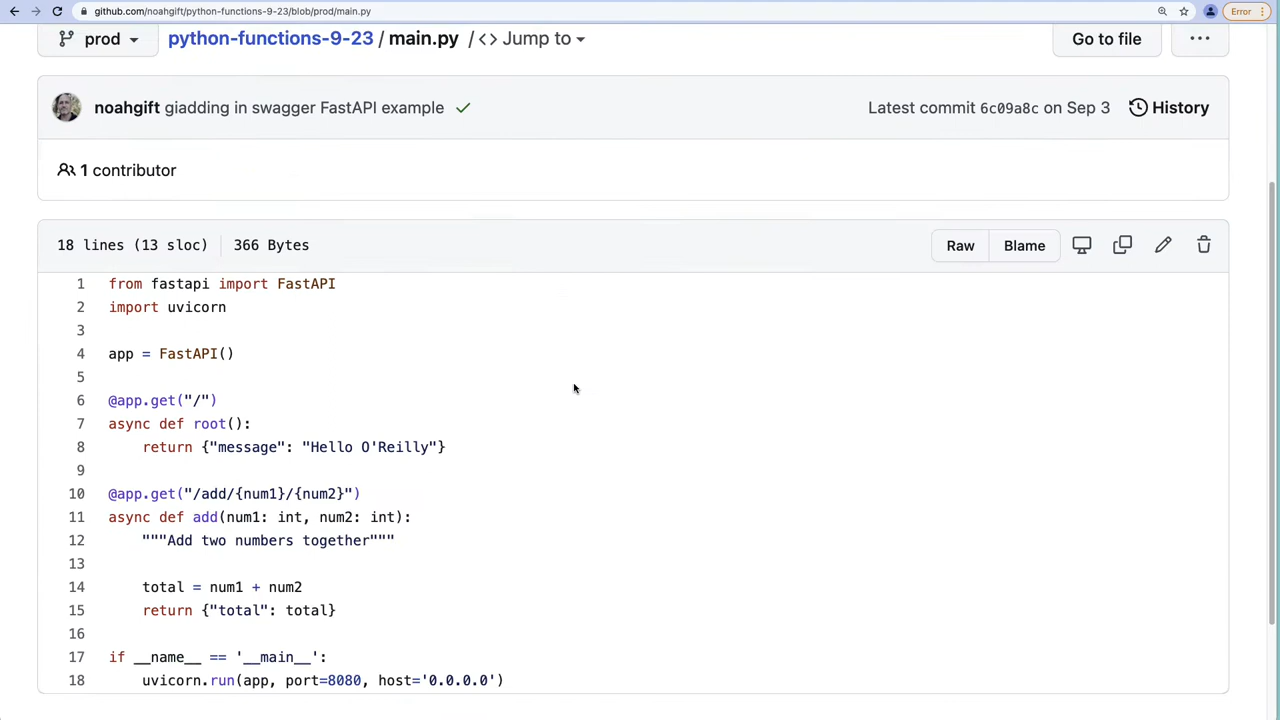 github.com/noahgift/python-functions-9-23/blob/prod/main.py
Error
prod
python-functions-9-23 / main.py / <> Jump to
Go to file
...
noahgift giadding in swagger FastAPI example
Latest commit 6c09a8c on Sep 3
History
1 contributor
18 lines (13 sloc) 366 Bytes
Raw
Blame
1 from fastapi import FastAPI
2 import uvicorn
3
4 app = FastAPI()
5
6 @app.get("/")
7 async def root():
8     return {"message": "Hello O'Reilly"}
9
10 @app.get("/add/{num1}/{num2}")
11 async def add(num1: int, num2: int):
12     """Add two numbers together"""
13
14     total = num1 + num2
15     return {"total": total}
16
17 if __name__ == '__main__':
18     uvicorn.run(app, port=8080, host='0.0.0.0')